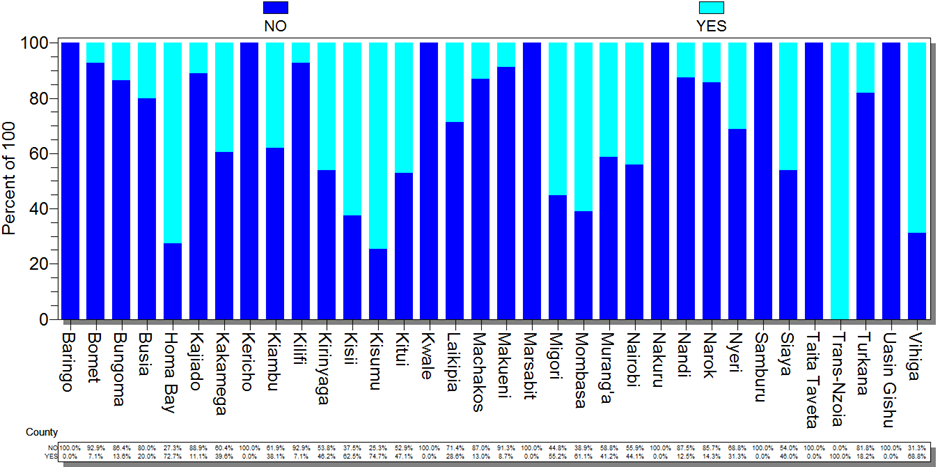 NO YES
100
80
60
40
20
0
Percent of 100
Baringo Bomet Bungoma Busia Homa Bay Kajiado Kakamega Kericho Kiambu Kilifi Kirinyaga Kisii Kisumu Kitui Kwale Laikipia Machakos Makueni Marsabit Migori Mombasa Murang'a Nairobi Nakuru Nandi Narok Nyeri Samburu Siaya Taita Taveta Trans-Nzoia Turkana Uasin Gishu Vihiga
County
NO 100.0% 92.9% 86.4% 80.0% 27.3% 88.9% 60.4% 100.0% 61.9% 92.9% 53.8% 37.5% 25.3% 52.9% 100.0% 71.4% 87.0% 91.3% 100.0% 44.8% 38.9% 58.8% 55.9% 100.0% 87.5% 85.7% 68.8% 100.0% 54.0% 100.0% 0.0% 81.8% 100.0% 31.3%
YES 0.0% 7.1% 13.6% 20.0% 72.7% 11.1% 39.6% 0.0% 38.1% 7.1% 46.2% 62.5% 74.7% 47.1% 0.0% 28.6% 13.0% 8.7% 0.0% 55.2% 61.1% 41.2% 44.1% 0.0% 12.5% 14.3% 31.3% 0.0% 46.0% 0.0% 100.0% 18.2% 0.0% 68.8%